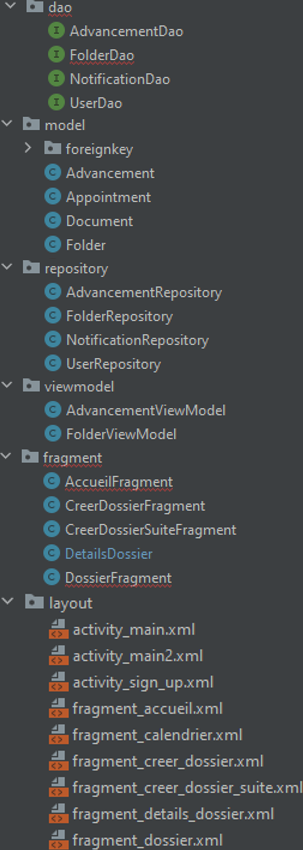 dao
AdvancementDao
FolderDao
NotificationDao
UserDao
model
foreignkey
Advancement
Appointment
Document
Folder
repository
AdvancementRepository
FolderRepository
NotificationRepository
UserRepository
viewmodel
AdvancementViewModel
FolderViewModel
fragment
AccueilFragment
CreerDossierFragment
CreerDossierSuiteFragment
DetailsDossier
DossierFragment
layout
activity_main.xml
activity_main2.xml
activity_sign_up.xml
fragment_accueil.xml
fragment_calendrier.xml
fragment_creer_dossier.xml
fragment_creer_dossier_suite.xml
fragment_details_dossier.xml
fragment_dossier.xml